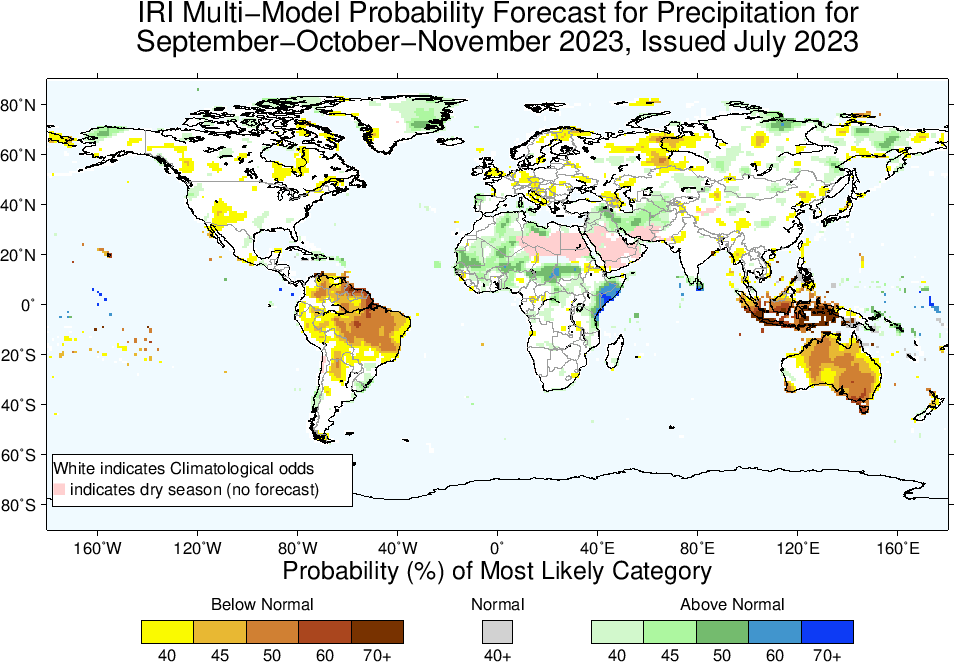 IRI Multi−Model Probability Forecast for Precipitation for
September−October−November 2023, Issued July 2023
80˚N
60˚N
40˚N
20˚N
0˚
20˚S
40˚S
60˚S
80˚S
White indicates Climatological odds
indicates dry season (no forecast)
160˚W 120˚W 80˚W 40˚W 0˚ 40˚E 80˚E 120˚E 160˚E
Probability (%) of Most Likely Category
Below Normal Normal Above Normal
40 45 50 60 70+ 40+ 40 45 50 60 70+